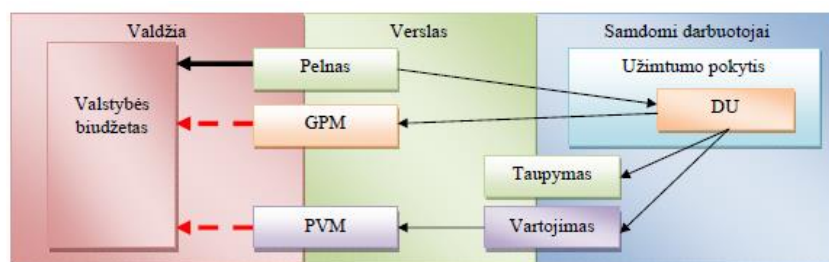 Valdžia
Verslas
Samdomi darbuotojai
Pelnas
Užimtumo pokytis
Valstybės
biudžetas
GPM
DU
Taupymas
PVM
Vartojimas